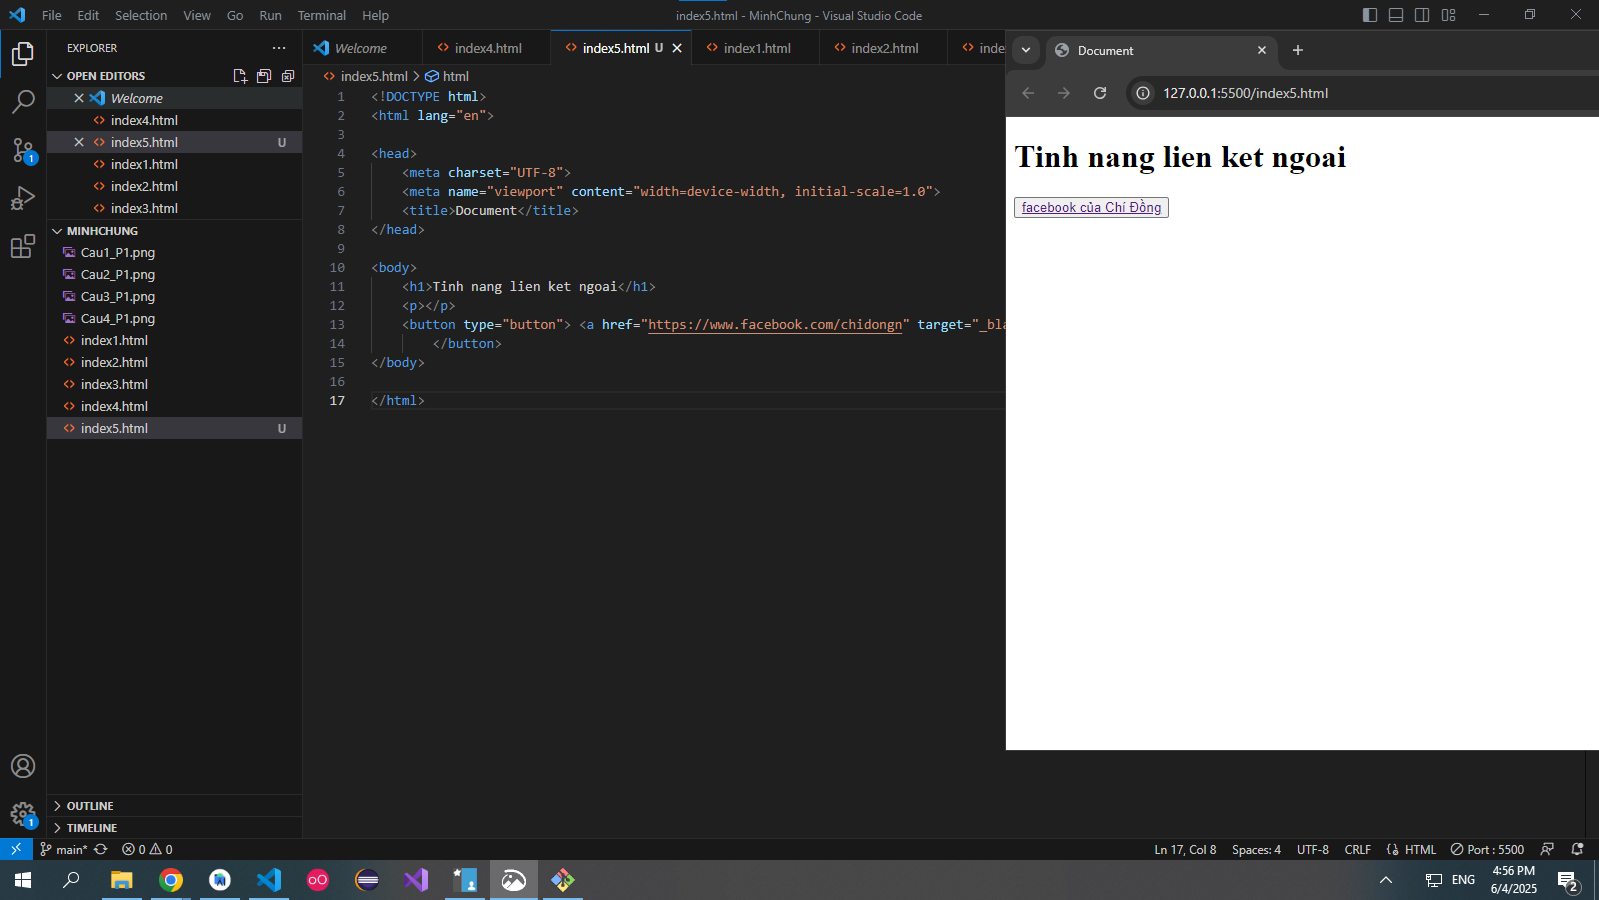 File Edit Selection View Go Run Terminal Help
index5.html - MinhChung - Visual Studio Code
EXPLORER
OPEN EDITORS
Welcome
index4.html
index5.html U
index1.html
index2.html
index3.html
MINHCHUNG
Cau1_P1.png
Cau2_P1.png
Cau3_P1.png
Cau4_P1.png
index1.html
index2.html
index3.html
index4.html
index5.html U
OUTLINE
TIMELINE
Welcome index4.html index5.html U index1.html index2.html inde
index5.html > html
1 <!DOCTYPE html>
2 <html lang="en">
3
4 <head>
5 <meta charset="UTF-8">
6 <meta name="viewport" content="width=device-width, initial-scale=1.0">
7 <title>Document</title>
8 </head>
9
10 <body>
11 <h1>Tinh nang lien ket ngoai</h1>
12 <p></p>
13 <button type="button"> <a href="https://www.facebook.com/chidongn" target="_bla
14 </button>
15 </body>
16
17 </html>
Document
127.0.0.1:5500/index5.html
Tinh nang lien ket ngoai
facebook của Chí Đồng
1
1
main* 0 0
Ln 17, Col 8 Spaces: 4 UTF-8 CRLF HTML Port : 5500
ENG
4:56 PM
6/4/2025
2